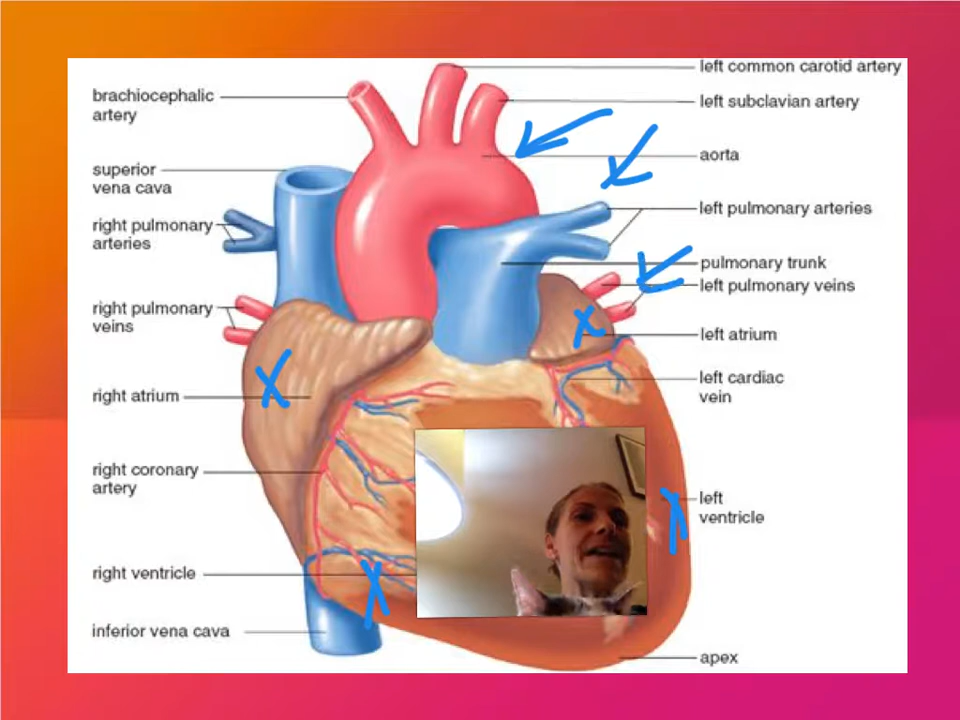 left common carotid artery
brachiocephalic
artery
left subclavian artery
aorta
superior
vena cava
left pulmonary arteries
right pulmonary
arteries
pulmonary trunk
left pulmonary veins
right pulmonary
veins
left atrium
left cardiac
vein
right atrium
right coronary
artery
left
ventricle
right ventricle
inferior vena cava
apex